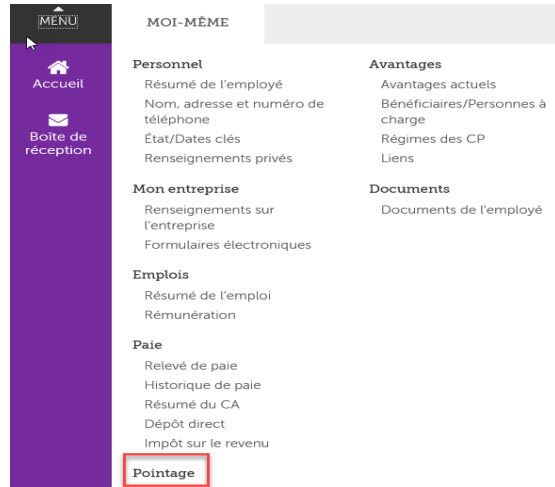 MENU
MOI-MÊME
Accueil
Boîte de
réception
Personnel
Résumé de l'employé
Nom, adresse et numéro de
téléphone
État/Dates clés
Renseignements privés
Mon entreprise
Renseignements sur
l'entreprise
Formulaires électroniques
Emplois
Résumé de l'emploi
Rémunération
Paie
Relevé de paie
Historique de paie
Résumé du CA
Dépôt direct
Impôt sur le revenu
Pointage
Avantages
Avantages actuels
Bénéficiaires/Personnes à
charge
Régimes des CP
Liens
Documents
Documents de l'employé